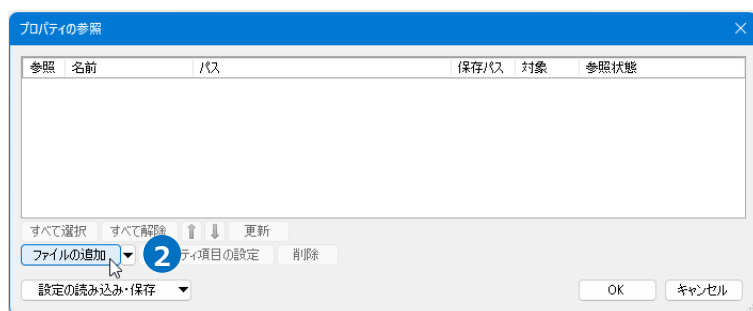 プロパティの参照
参照 名前 パス 保存パス 対象 参照状態
すべて選択 すべて解除 更新
ファイルの追加 2 ティ項目の設定 削除
設定の読み込み・保存 OK キャンセル